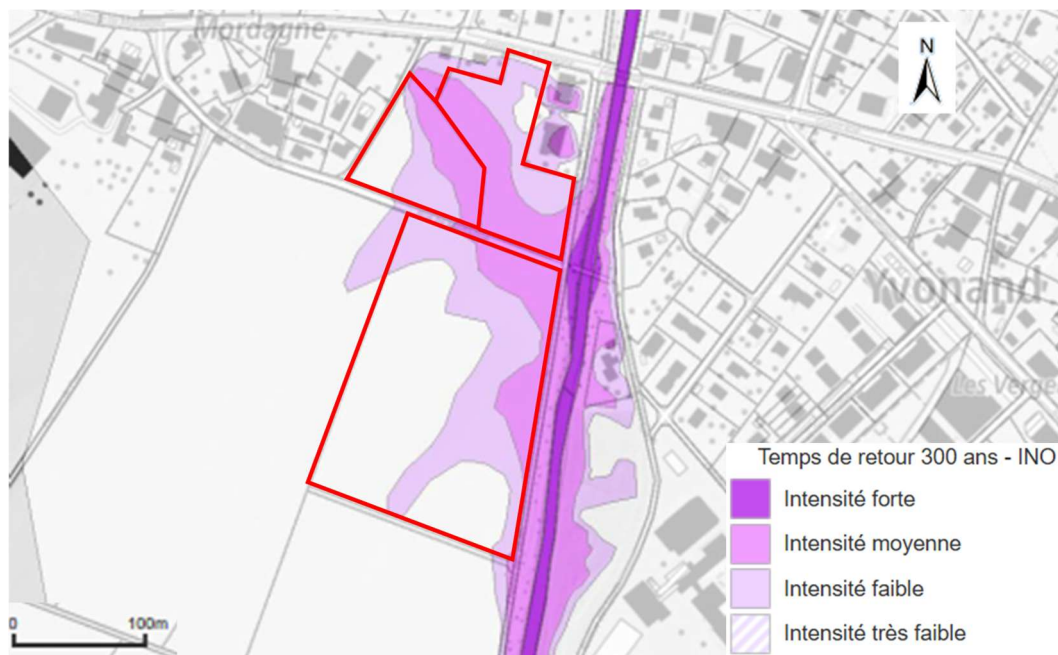 Mordagne
N
Yvonand
Les Verge
Temps de retour 300 ans - INO
Intensité forte
Intensité moyenne
Intensité faible
Intensité très faible
0 100m